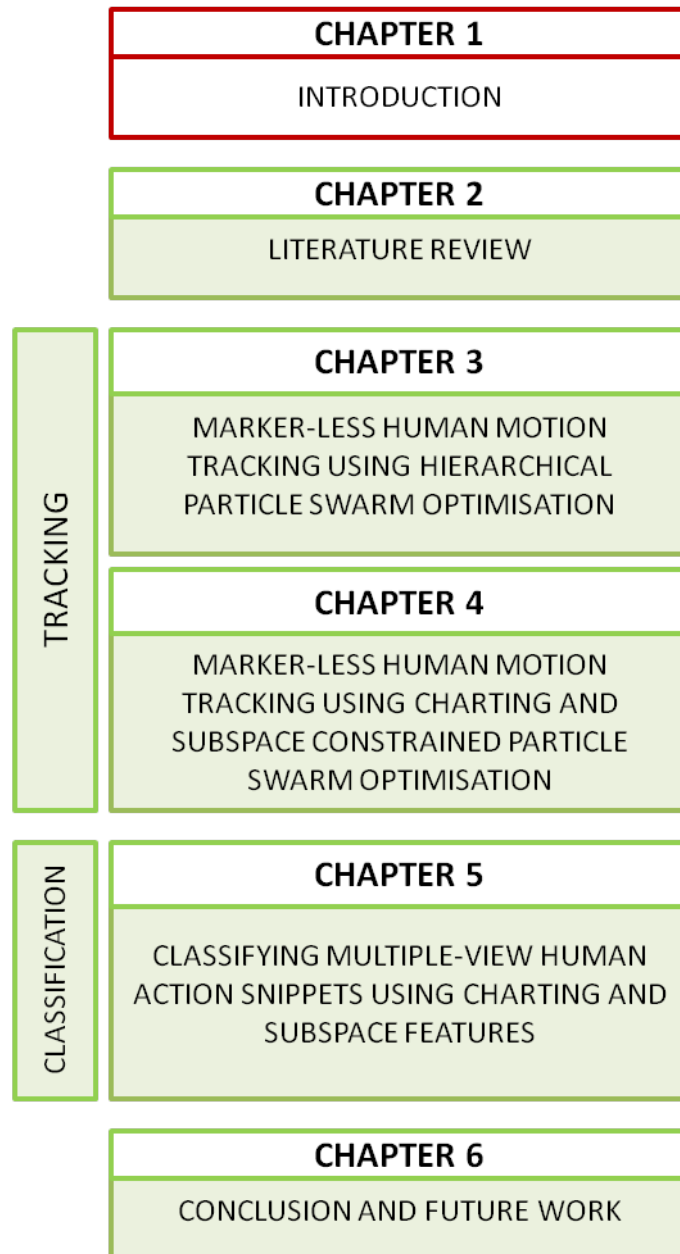 CHAPTER 1
INTRODUCTION
CHAPTER 2
LITERATURE REVIEW
TRACKING
CHAPTER 3
MARKER-LESS HUMAN MOTION
TRACKING USING HIERARCHICAL
PARTICLE SWARM OPTIMISATION
CHAPTER 4
MARKER-LESS HUMAN MOTION
TRACKING USING CHARTING AND
SUBSPACE CONSTRAINED PARTICLE
SWARM OPTIMISATION
CLASSIFICATION
CHAPTER 5
CLASSIFYING MULTIPLE-VIEW HUMAN
ACTION SNIPPETS USING CHARTING AND
SUBSPACE FEATURES
CHAPTER 6
CONCLUSION AND FUTURE WORK